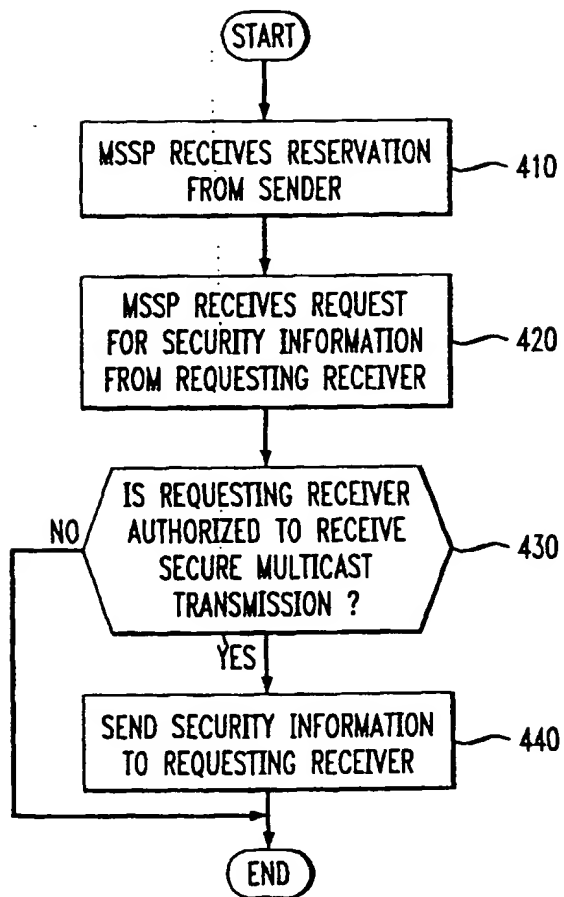 START
MSSP RECEIVES RESERVATION
FROM SENDER
410
MSSP RECEIVES REQUEST
FOR SECURITY INFORMATION
FROM REQUESTING RECEIVER
420
IS REQUESTING RECEIVER
AUTHORIZED TO RECEIVE
SECURE MULTICAST
TRANSMISSION ?
430
NO
YES
SEND SECURITY INFORMATION
TO REQUESTING RECEIVER
440
END